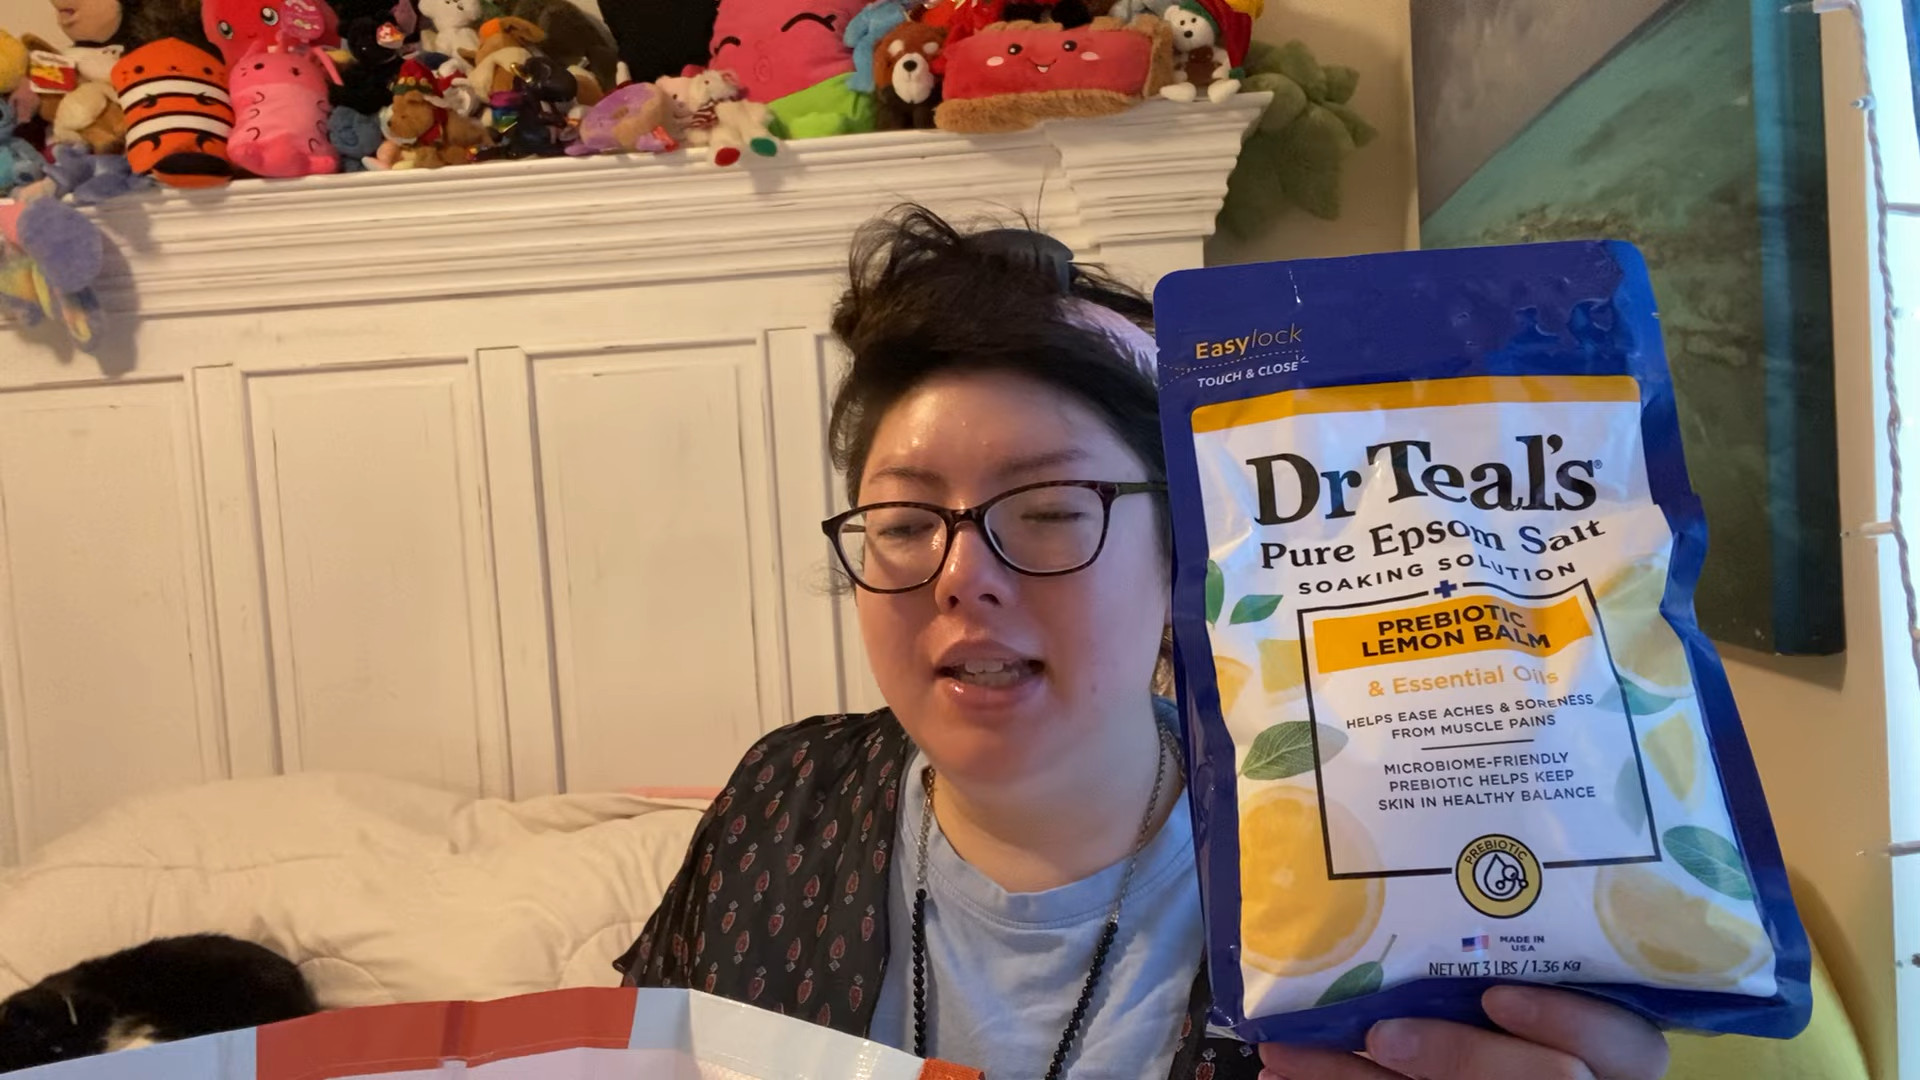 Easylock
TOUCH & CLOSE
Dr Teal's®
Pure Epsom Salt
SOAKING SOLUTION
PREBIOTIC
LEMON BALM
& Essential Oils
HELPS EASE ACHES & SORENESS
FROM MUSCLE PAINS
MICROBIOME-FRIENDLY
PREBIOTIC HELPS KEEP
SKIN IN HEALTHY BALANCE
PREBIOTIC
MADE IN
USA
NET WT 3 LBS / 1.36 Kg